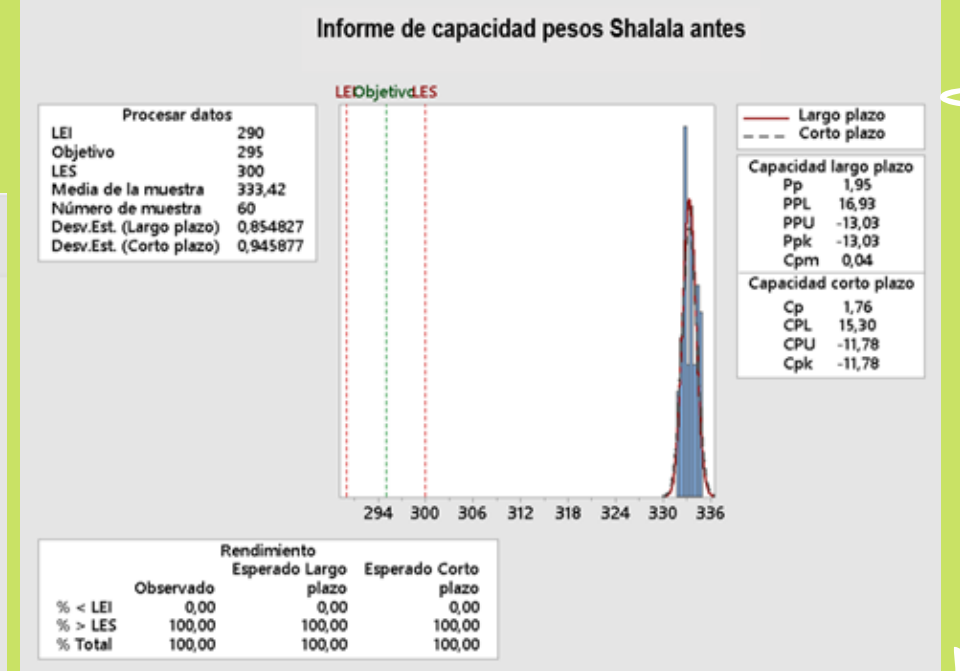 Informe de capacidad pesos Shalala antes
LEI Objetivo LES
Procesar datos
LEI 290
Objetivo 295
LES 300
Media de la muestra 333,42
Número de muestra 60
Desv.Est. (Largo plazo) 0,854827
Desv.Est. (Corto plazo) 0,945877
Largo plazo
Corto plazo
Capacidad largo plazo
Pp 1,95
PPL 16,93
PPU -13,03
Ppk -13,03
Cpm 0,04
Capacidad corto plazo
Cp 1,76
CPL 15,30
CPU -11,78
Cpk -11,78
294 300 306 312 318 324 330 336
Rendimiento
Esperado Largo Esperado Corto
Observado plazo plazo
% < LEI 0,00 0,00 0,00
% > LES 100,00 100,00 100,00
% Total 100,00 100,00 100,00